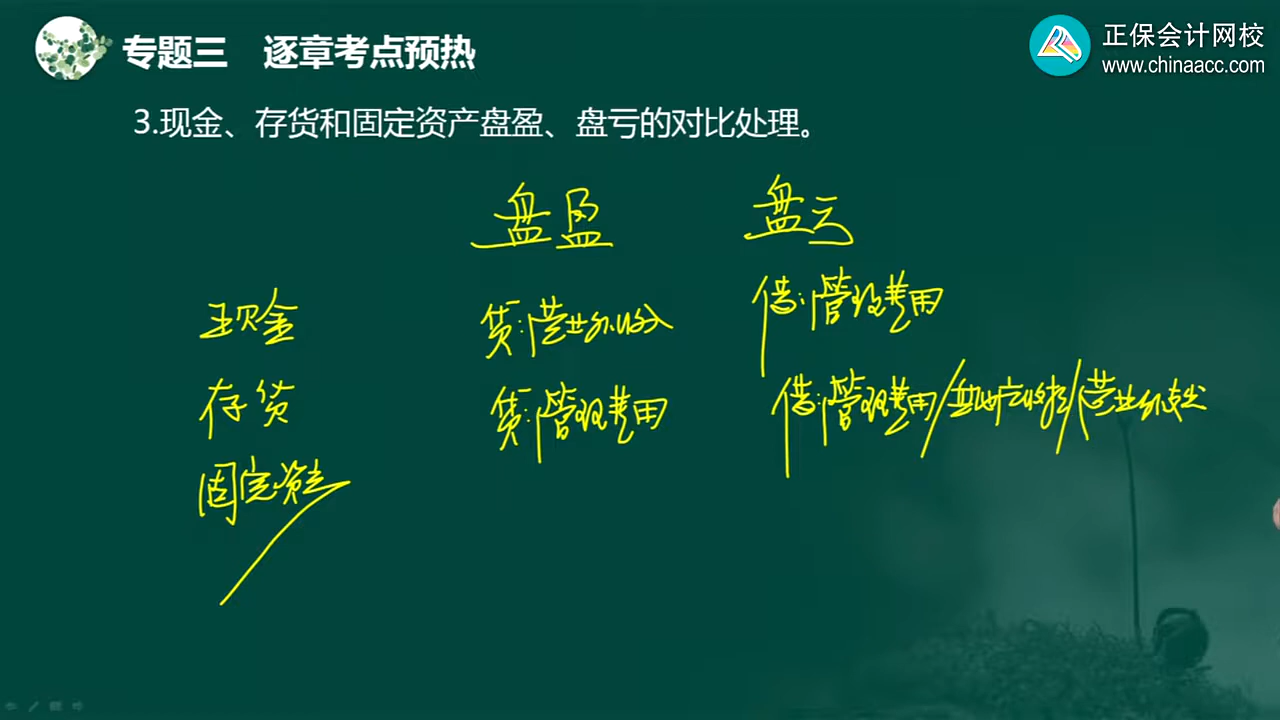 专题三 逐章考点预热
正保会计网校
www.chinaacc.com
3.现金、存货和固定资产盘盈、盘亏的对比处理。
盘盈 盘亏
现金 贷:营业外收入 借:管理费用
存货 贷:管理费用 借:管理费用/其他应收款/营业外支出
固定资产